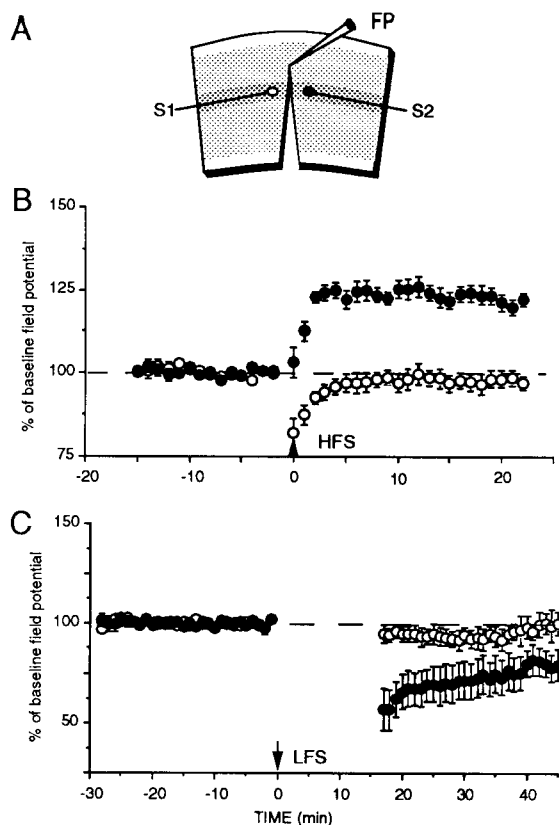 A
FP
S1
S2
B
% of baseline field potential
150
125
100
75
HFS
-20 -10 0 10 20
C
% of baseline field potential
150
100
50
LFS
-30 -20 -10 0 10 20 30 40
TIME (min)